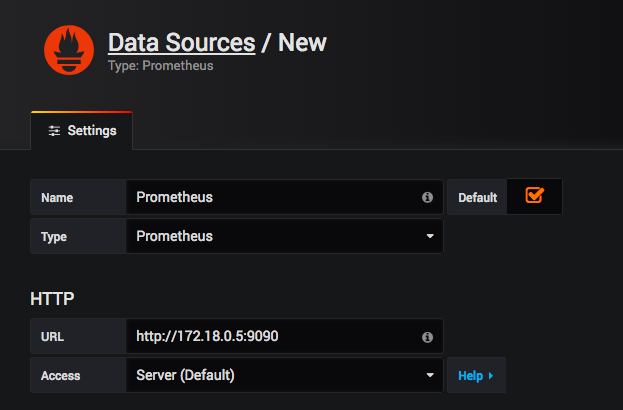 Data Sources / New
Type: Prometheus
Settings
Name Prometheus Default
Type Prometheus
HTTP
URL http://172.18.0.5:9090
Access Server (Default) Help